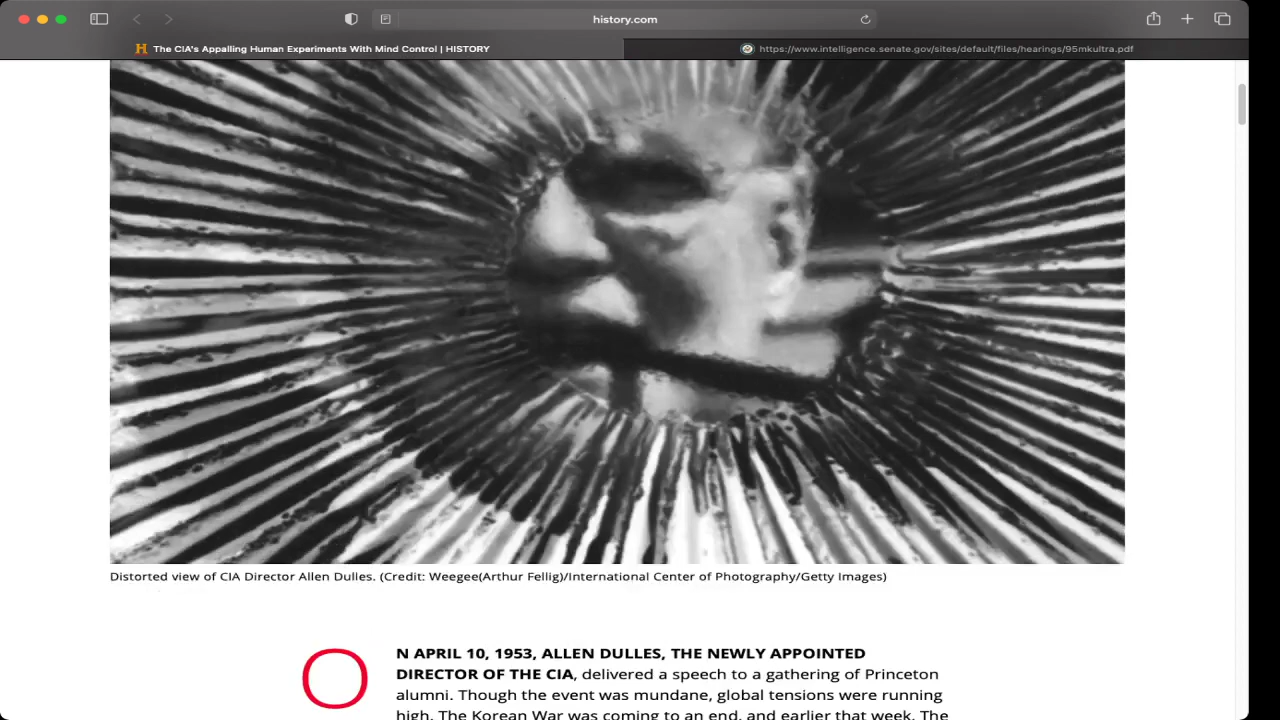 history.com
The CIA's Appalling Human Experiments With Mind Control | HISTORY
https://www.intelligence.senate.gov/sites/default/files/hearings/95mkultra.pdf
Distorted view of CIA Director Allen Dulles. (Credit: Weegee(Arthur Fellig)/International Center of Photography/Getty Images)
ON APRIL 10, 1953, ALLEN DULLES, THE NEWLY APPOINTED
DIRECTOR OF THE CIA, delivered a speech to a gathering of Princeton
alumni. Though the event was mundane, global tensions were running
high. The Korean War was coming to an end, and earlier that week, The